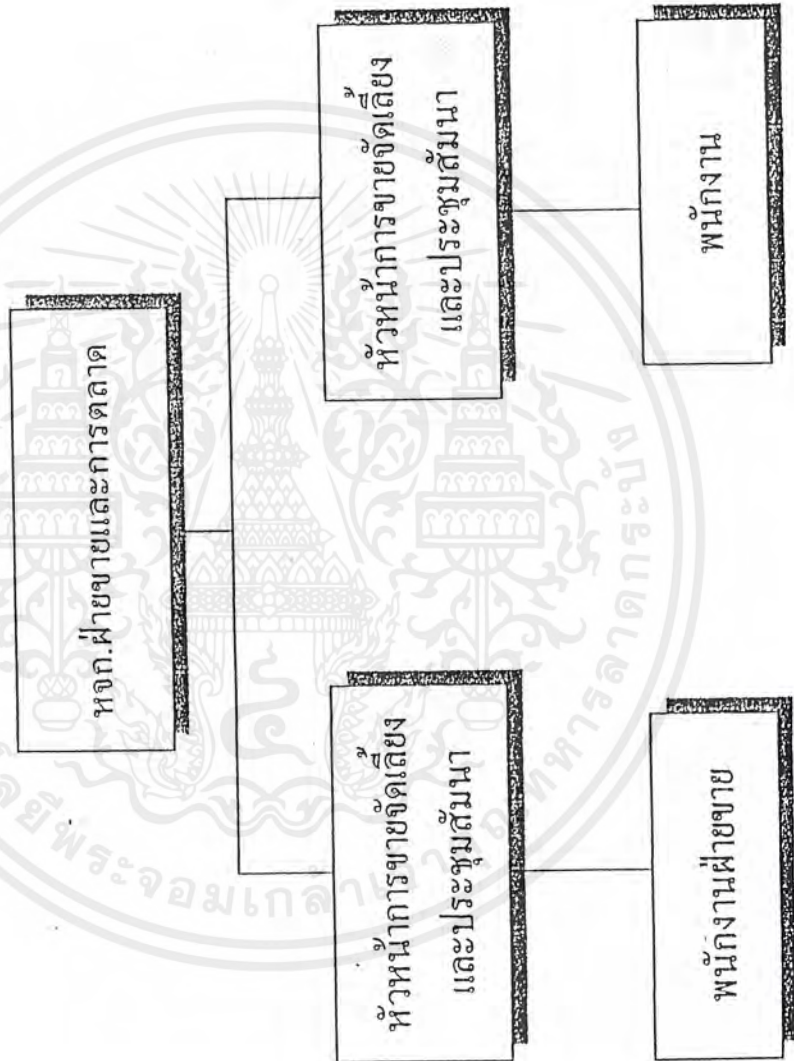 หจก.ฝ่ายขายและการตลาด
หัวหน้าการขายจัดเลี้ยง
และประชุมสัมนา
หัวหน้าการขายจัดเลี้ยง
และประชุมสัมนา
พนักงานฝ่ายขาย
พนักงาน